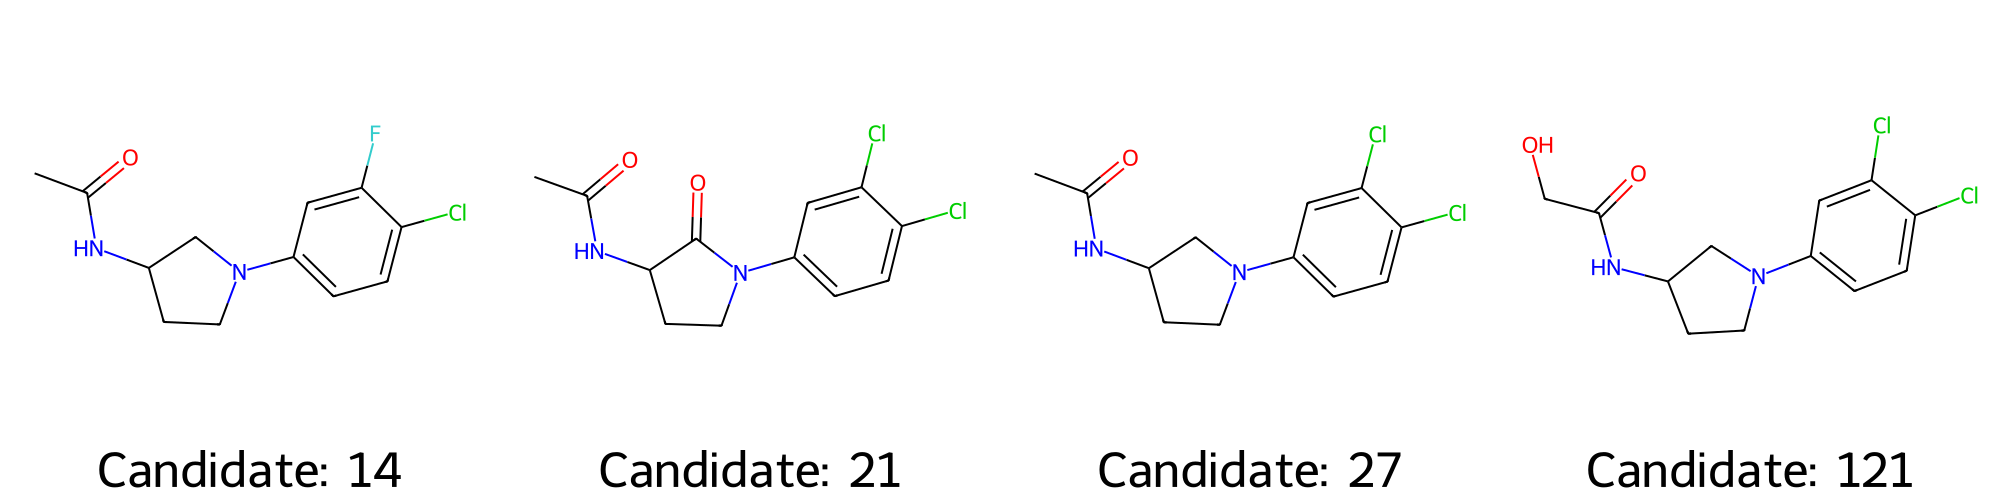 F
O
Cl
HN
N
Cl
O
O
Cl
HN
N
Cl
O
Cl
HN
N
Cl
OH
O
Cl
HN
N
Candidate: 14
Candidate: 21
Candidate: 27
Candidate: 121